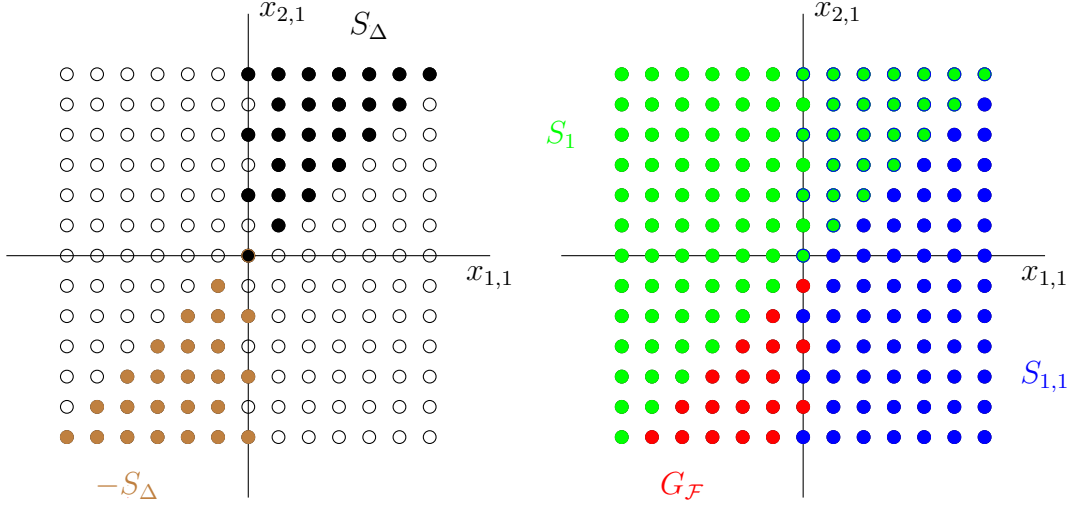 x_{2,1}
S_Δ
x_{1,1}
−S_Δ
x_{2,1}
S_1
x_{1,1}
S_{1,1}
G_ℱ